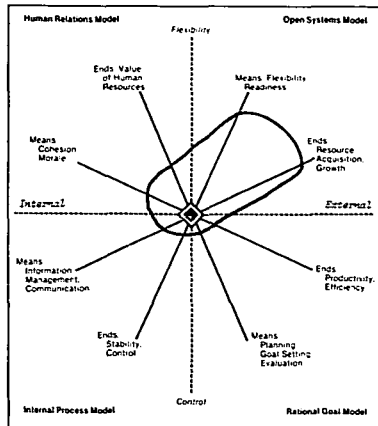 Human Relations Model
Open Systems Model
Flexibility
Ends: Value
of Human
Resources
Means: Flexibility
Readiness
Means:
Cohesion
Morale
Ends:
Resource
Acquisition,
Growth
Internal
External
Means:
Information
Management,
Communication
Ends:
Productivity,
Efficiency
Ends:
Stability,
Control
Means:
Planning
Goal Setting
Evaluation
Control
Internal Process Model
Rational Goal Model